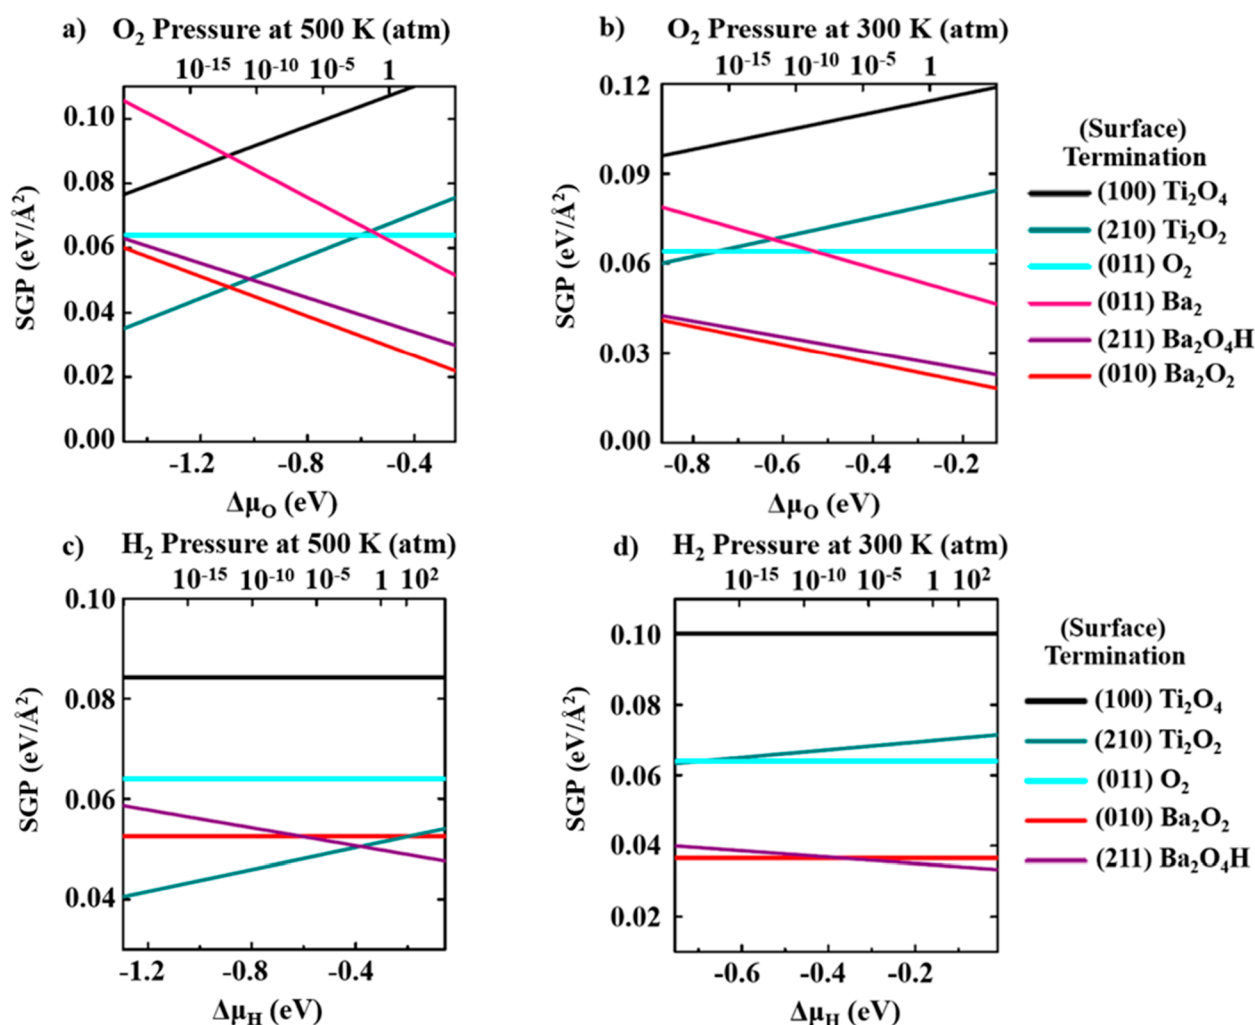 a) O₂ Pressure at 500 K (atm)
10⁻¹⁵ 10⁻¹⁰ 10⁻⁵ 1
0.10
0.08
0.06
0.04
0.02
0.00
SGP (eV/Å²)
-1.2 -0.8 -0.4
Δμ_O (eV)
b) O₂ Pressure at 300 K (atm)
10⁻¹⁵ 10⁻¹⁰ 10⁻⁵ 1
0.12
0.09
0.06
0.03
0.00
SGP (eV/Å²)
-0.8 -0.6 -0.4 -0.2
Δμ_O (eV)
(Surface)
Termination
(100) Ti₂O₄
(210) Ti₂O₂
(011) O₂
(011) Ba₂
(211) Ba₂O₄H
(010) Ba₂O₂
c) H₂ Pressure at 500 K (atm)
10⁻¹⁵ 10⁻¹⁰ 10⁻⁵ 1 10²
0.10
0.08
0.06
0.04
SGP (eV/Å²)
-1.2 -0.8 -0.4
Δμ_H (eV)
d) H₂ Pressure at 300 K (atm)
10⁻¹⁵ 10⁻¹⁰ 10⁻⁵ 1 10²
0.10
0.08
0.06
0.04
0.02
SGP (eV/Å²)
-0.6 -0.4 -0.2
Δμ_H (eV)
(Surface)
Termination
(100) Ti₂O₄
(210) Ti₂O₂
(011) O₂
(010) Ba₂O₂
(211) Ba₂O₄H